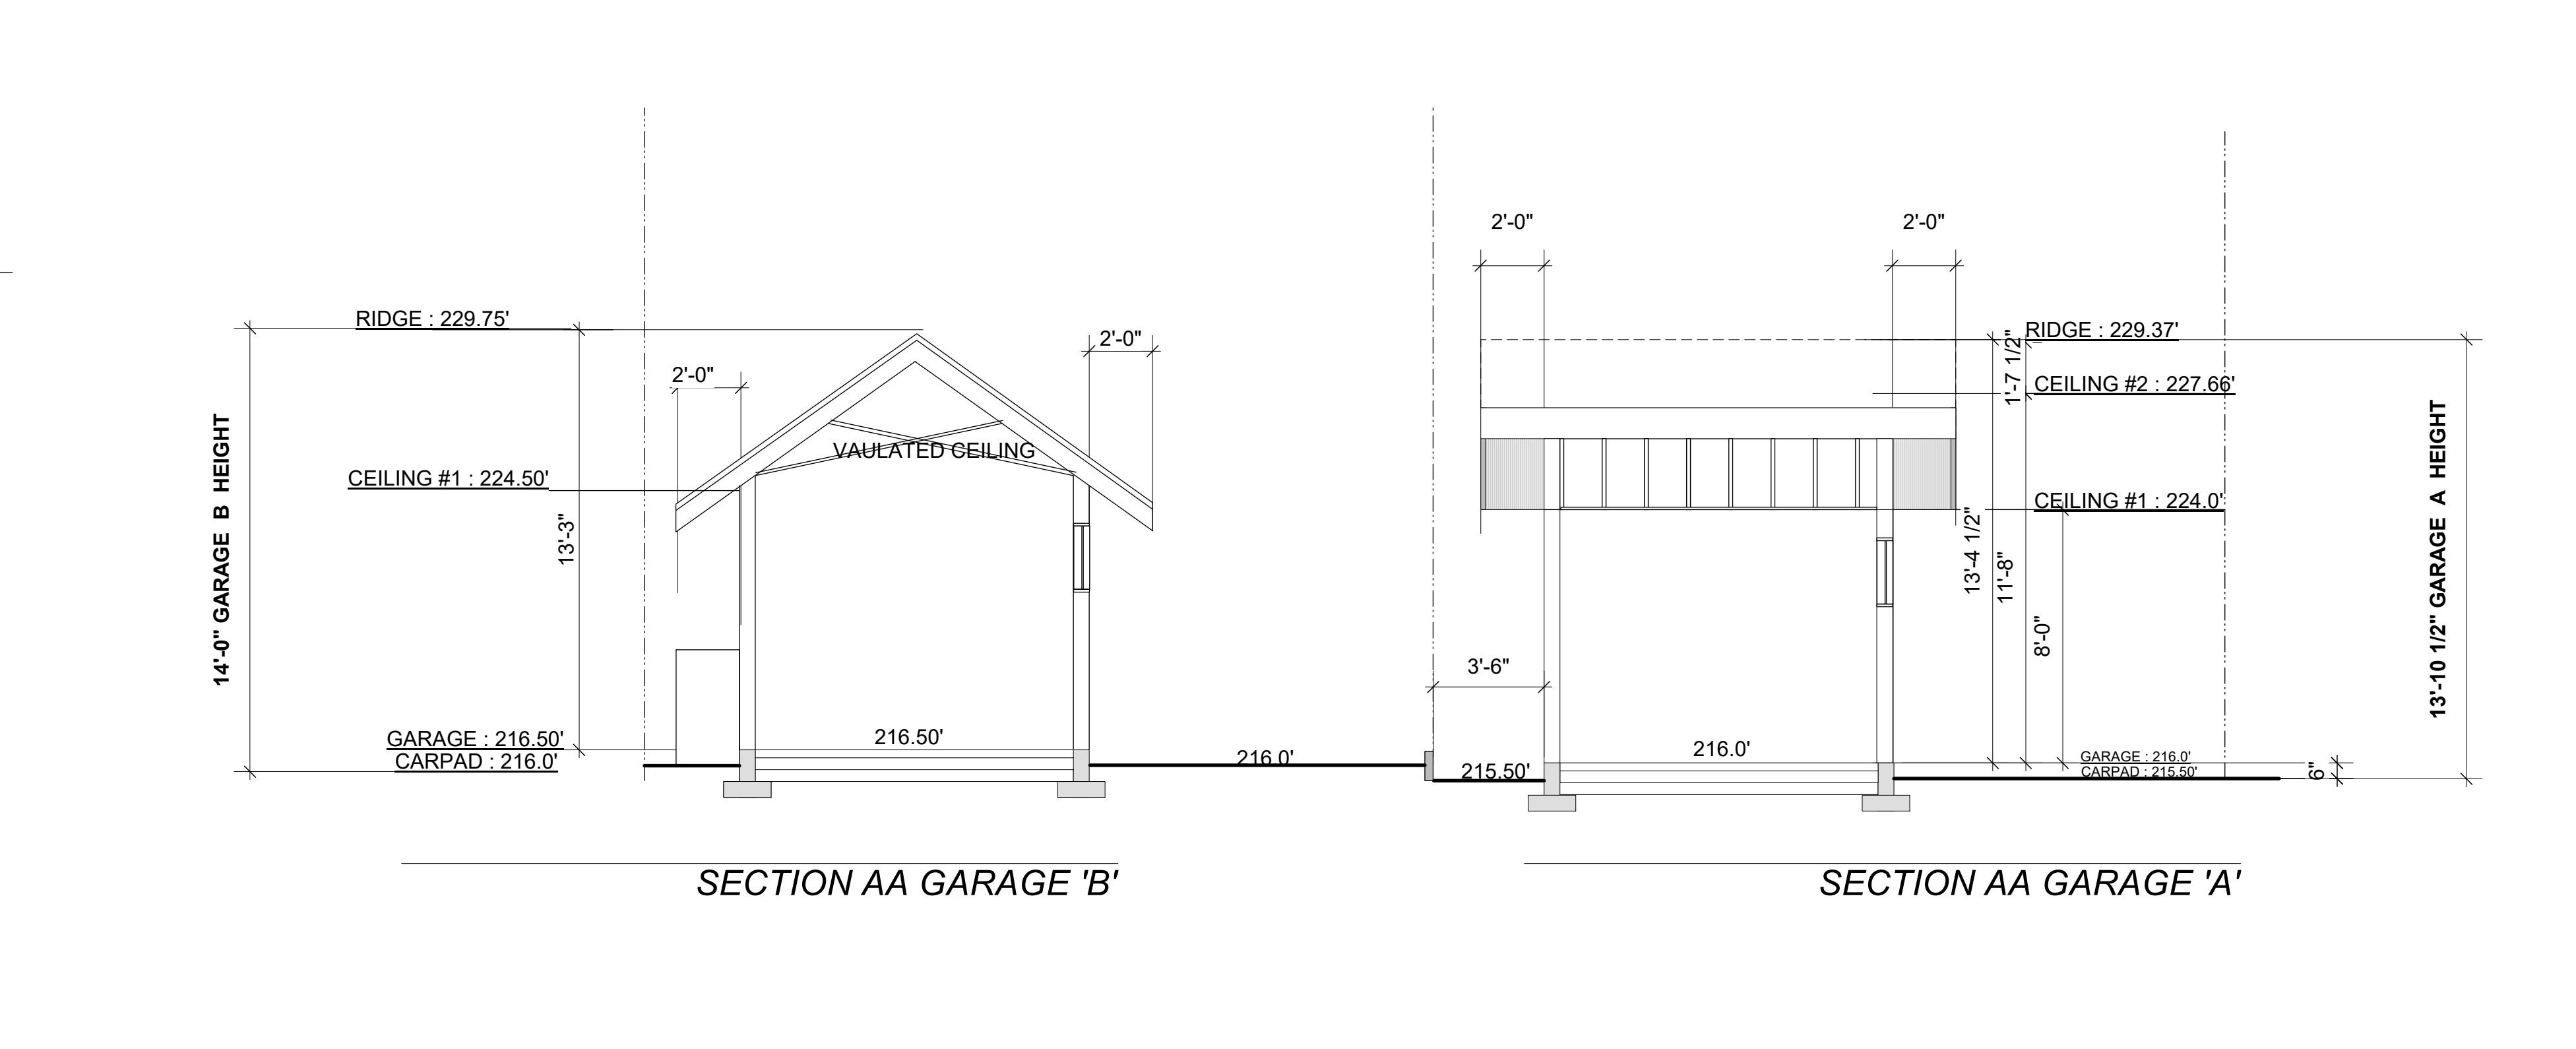 2'-0"
2'-0"
RIDGE : 229.75'
2'-0"
2'-0"
VAULATED CEILING
CEILING #1 : 224.50'
13'-3"
14'-0" GARAGE B HEIGHT
GARAGE : 216.50'
CARPAD : 216.0'
216.50'
216.0'
SECTION AA GARAGE 'B'
RIDGE : 229.37'
1'-7 1/2"
CEILING #2 : 227.66'
CEILING #1 : 224.0'
13'-4 1/2"
11'-8"
8'-0"
13'-10 1/2" GARAGE A HEIGHT
3'-6"
215.50'
216.0'
GARAGE : 216.0'
CARPAD : 215.50'
6"
SECTION AA GARAGE 'A'